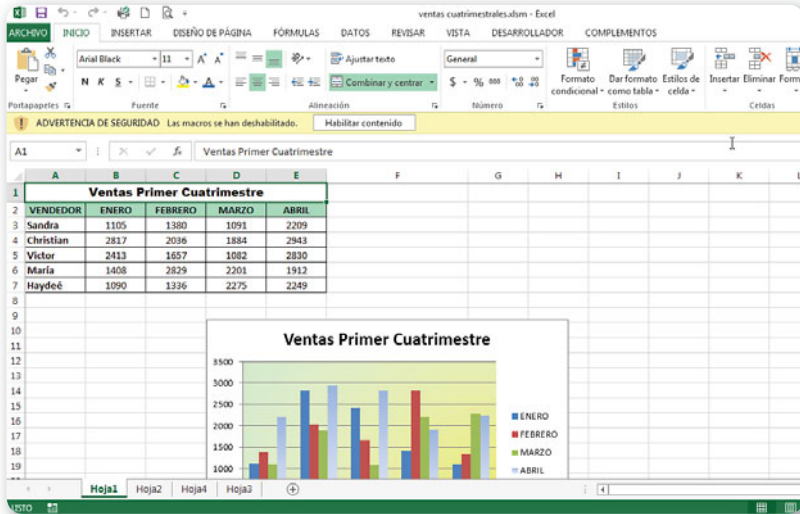 ventas cuatrimestrales.xlsm - Excel
ARCHIVO INICIO INSERTAR DISEÑO DE PÁGINA FÓRMULAS DATOS REVISAR VISTA DESARROLLADOR COMPLEMENTOS
Pegar
Arial Black 11 A A
N K S A
Ajustar texto
Combinar y centrar
General
$ % 000
Formato condicional
Dar formato como tabla
Estilos de celda
Insertar Eliminar Form
Portapapeles Fuente Alineación Número Estilos Celdas
ADVERTENCIA DE SEGURIDAD Las macros se han deshabilitado. Habilitar contenido
A1 fx Ventas Primer Cuatrimestre
A B C D E F G H I J K L
1 Ventas Primer Cuatrimestre
2 VENDEDOR ENERO FEBRERO MARZO ABRIL
3 Sandra 1105 1380 1091 2209
4 Christian 2817 2036 1884 2943
5 Victor 2413 1657 1082 2830
6 María 1408 2829 2201 1912
7 Haydeé 1090 1336 2275 2249
8
9
10
11
12
13
14
15
16
17
18
19
Ventas Primer Cuatrimestre
3500
3000
2500
2000
1500
1000
ENERO
FEBRERO
MARZO
ABRIL
Hoja1 Hoja2 Hoja4 Hoja3
LISTO